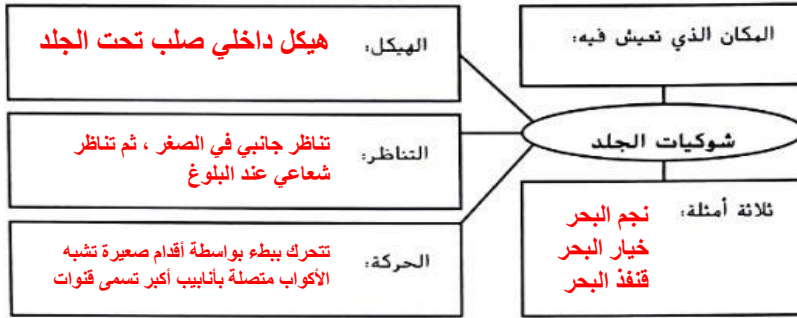 المكان الذي تعيش فيه:
الهيكل: هيكل داخلي صلب تحت الجلد
شوكيات الجلد
التناظر: تناظر جانبي في الصغر ، ثم تناظر
شعاعي عند البلوغ
ثلاثة أمثلة: نجم البحر
خيار البحر
قنفذ البحر
الحركة: تتحرك ببطء بواسطة أقدام صغيرة تشبه
الأكواب متصلة بأنابيب أكبر تسمى قنوات